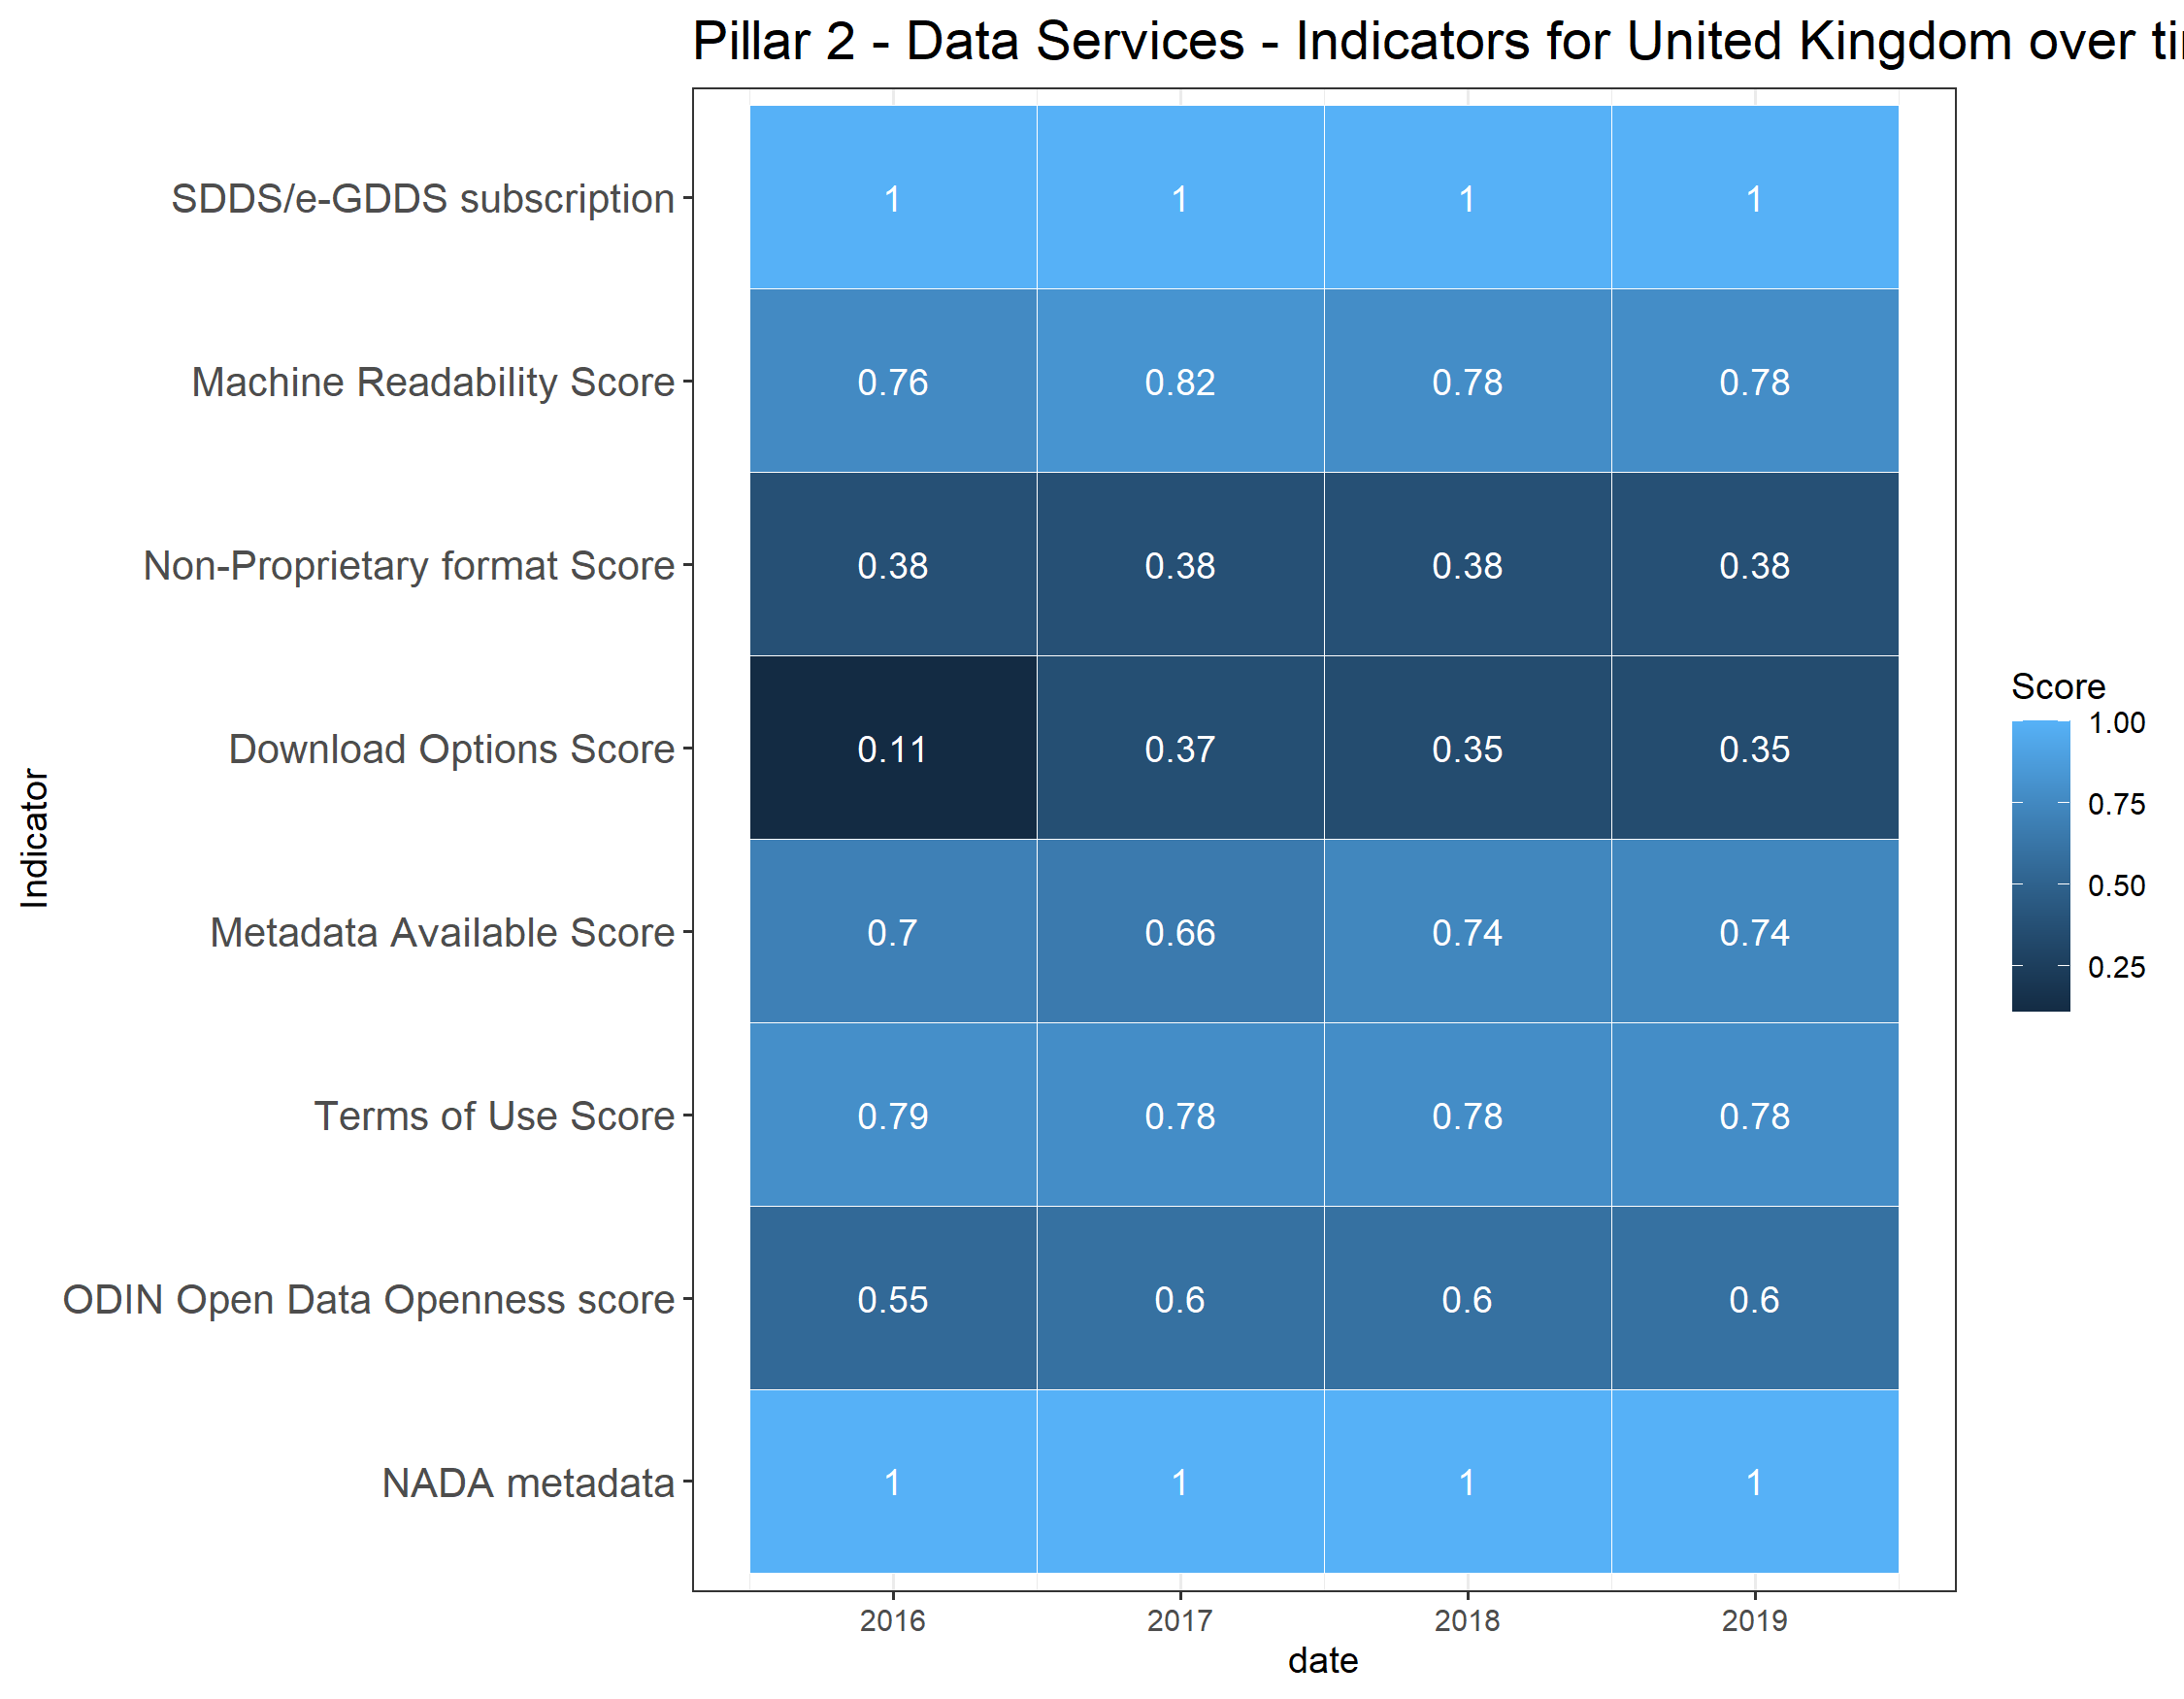 Pillar 2 - Data Services - Indicators for United Kingdom over
SDDS/e-GDDS subscription 1 1 1 1
Machine Readability Score 0.76 0.82 0.78 0.78
Non-Proprietary format Score 0.38 0.38 0.38 0.38
Download Options Score 0.11 0.37 0.35 0.35
Metadata Available Score 0.7 0.66 0.74 0.74
Terms of Use Score 0.79 0.78 0.78 0.78
ODIN Open Data Openness score 0.55 0.6 0.6 0.6
NADA metadata 1 1 1 1
2016 2017 2018 2019
date
Indicator
Score
1.00
0.75
0.50
0.25